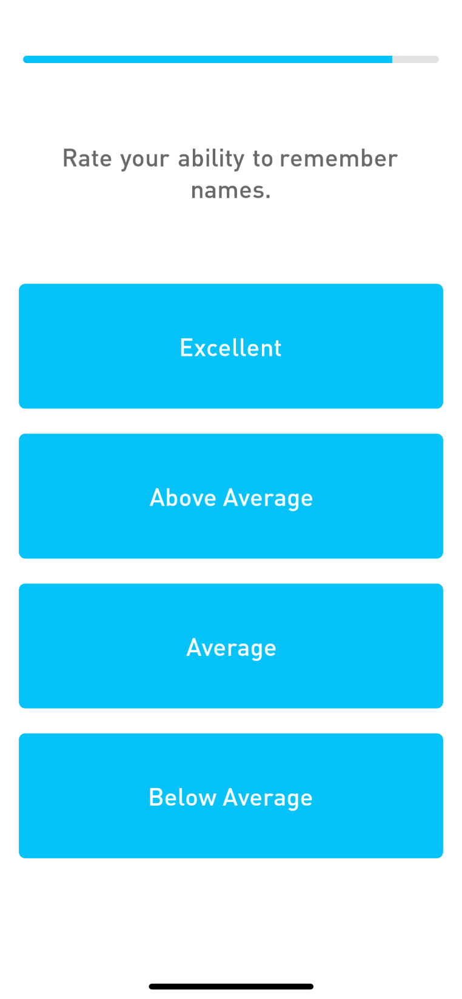 Rate your ability to remember
names.
Excellent
Above Average
Average
Below Average